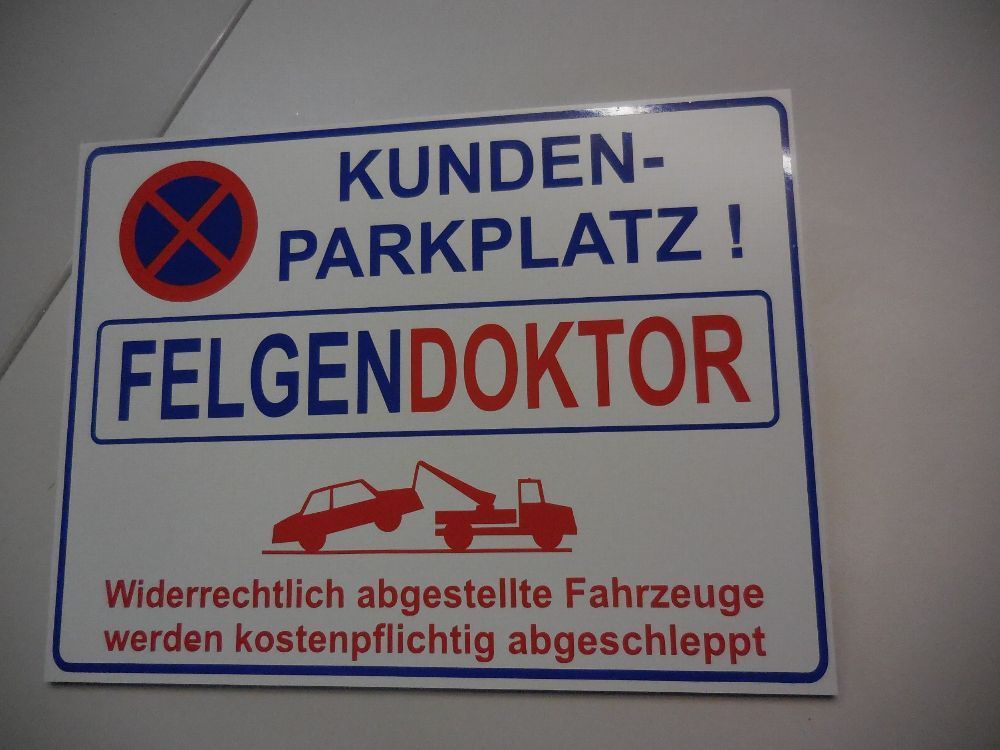 KUNDEN-
PARKPLATZ !
FELGENDOKTOR
Widerrechtlich abgestellte Fahrzeuge
werden kostenpflichtig abgeschleppt